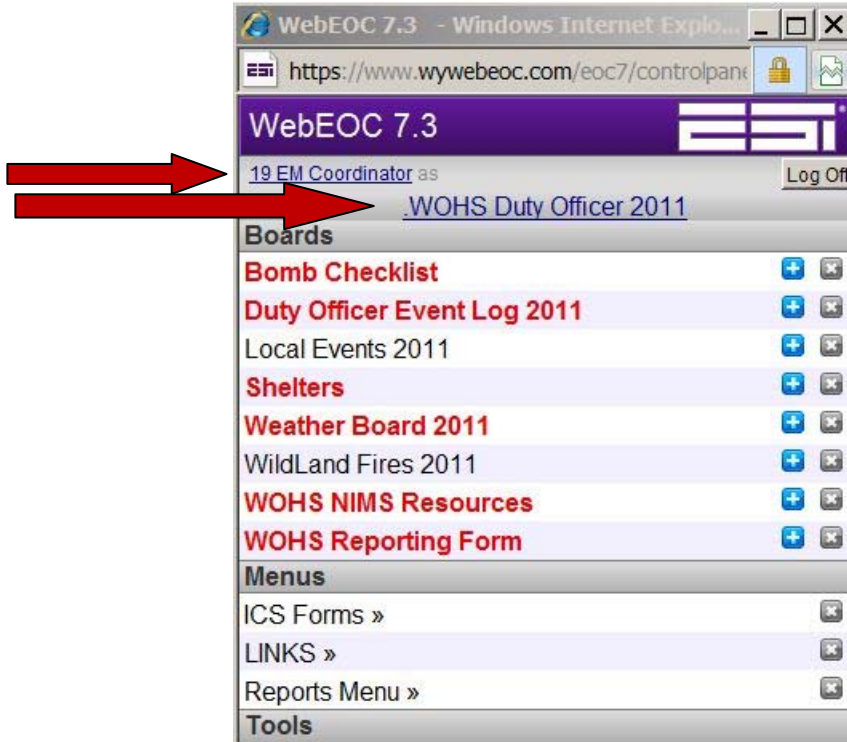 WebEOC 7.3 - Windows Internet Explo...
ESi https://www.wywebeoc.com/eoc7/controlpane
WebEOC 7.3 ESi
19 EM Coordinator as Log Off
.WOHS Duty Officer 2011
Boards
Bomb Checklist
Duty Officer Event Log 2011
Local Events 2011
Shelters
Weather Board 2011
WildLand Fires 2011
WOHS NIMS Resources
WOHS Reporting Form
Menus
ICS Forms »
LINKS »
Reports Menu »
Tools